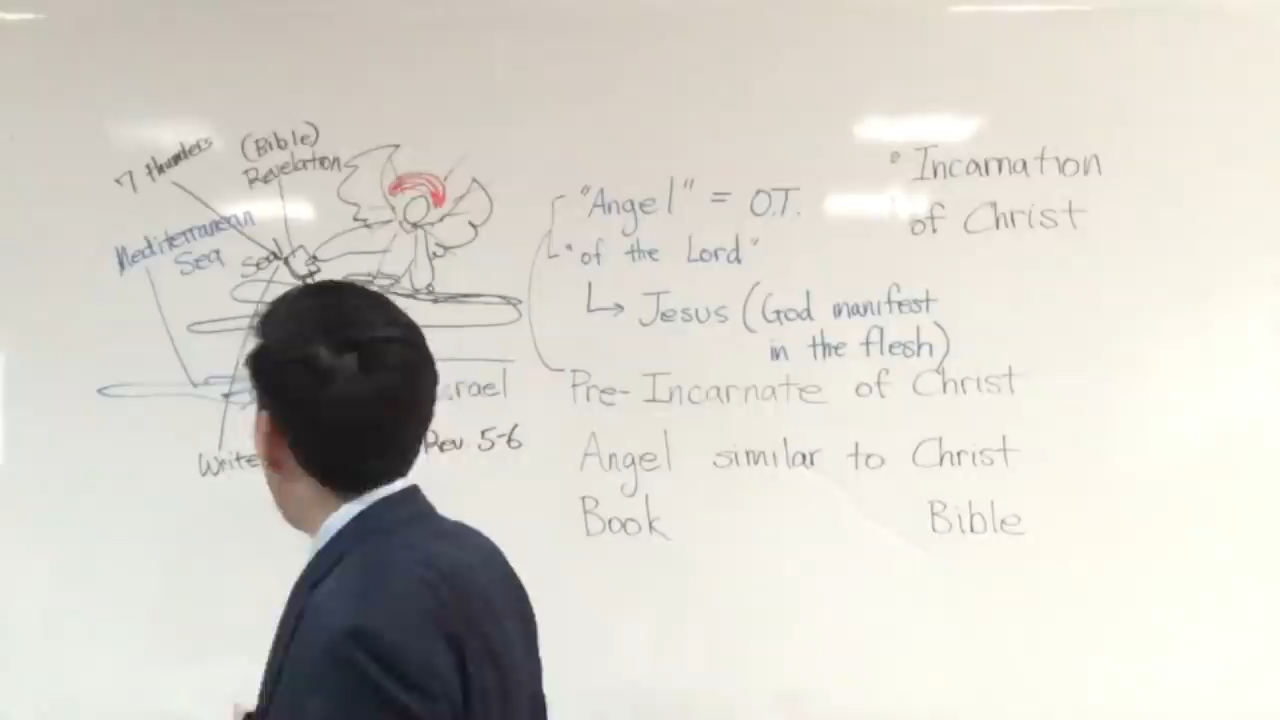 7 thunders
(Bible)
Revelation
Mediterranean
Sea
Seal
Write
Rev. 5-6
"Angel" = O.T.
"of the Lord"
↳ Jesus (God manifest
in the flesh)
Pre-Incarnate of Christ
Angel similar to Christ
Book Bible
• Incarnation
of Christ